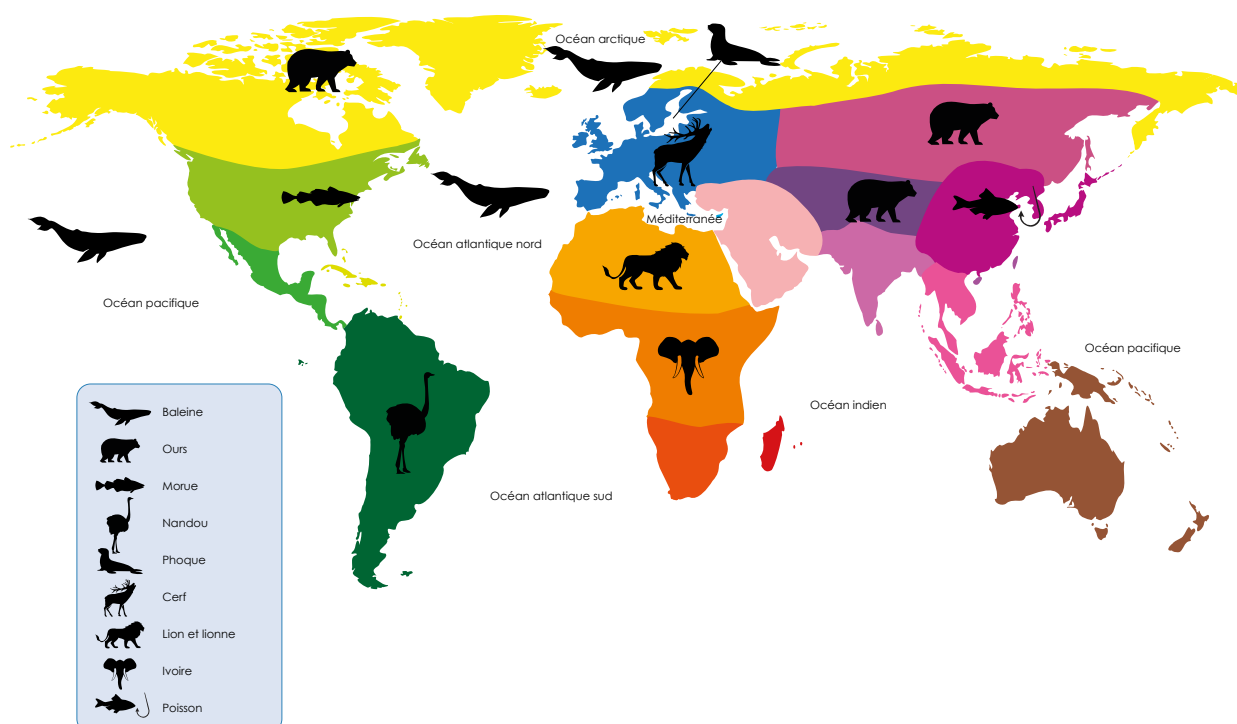 Océan arctique
Méditerranée
Océan atlantique nord
Océan pacifique
Océan pacifique
Océan indien
Océan atlantique sud
Baleine
Ours
Morue
Nandou
Phoque
Cerf
Lion et lionne
Ivoire
Poisson